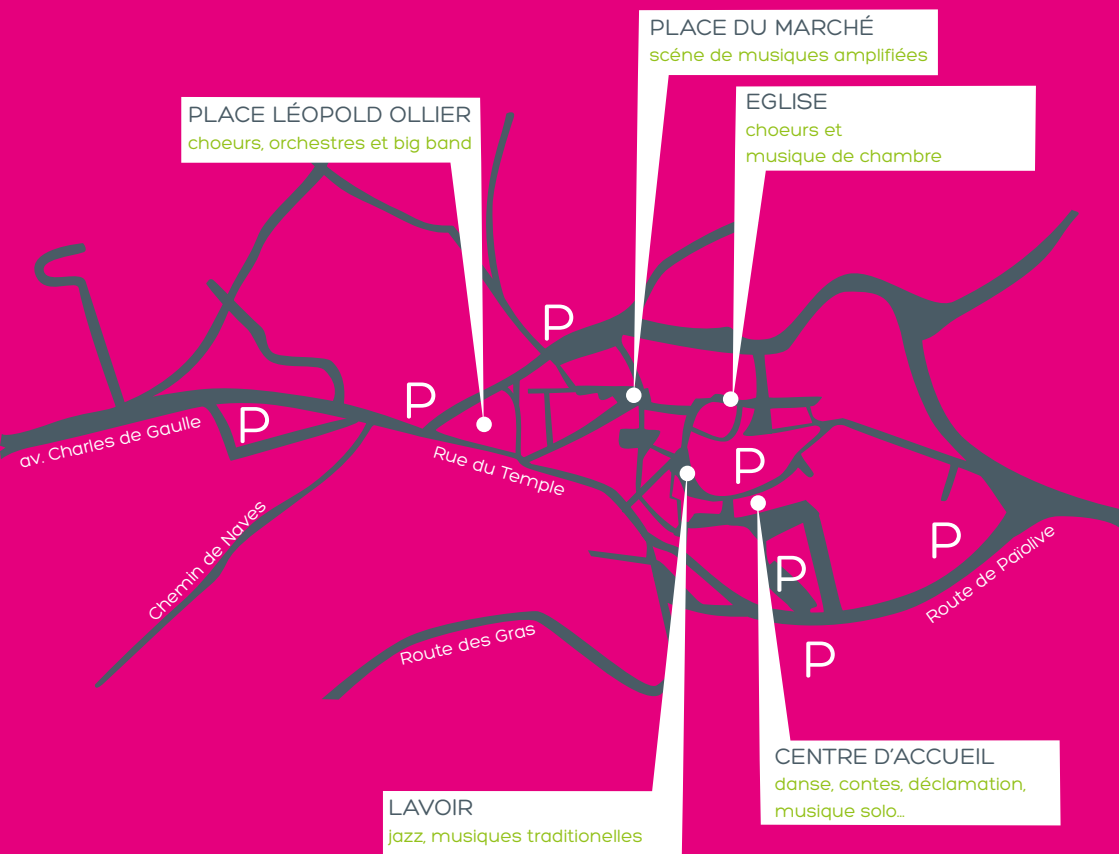 PLACE DU MARCHÉ
scéne de musiques amplifiées
EGLISE
choeurs et
musique de chambre
PLACE LÉOPOLD OLLIER
choeurs, orchestres et big band
P
P
P
av. Charles de Gaulle
Rue du Temple
P
Chemin de Naves
P
P
Route de Païolive
Route des Gras
P
CENTRE D'ACCUEIL
danse, contes, déclamation,
musique solo...
LAVOIR
jazz, musiques traditionelles